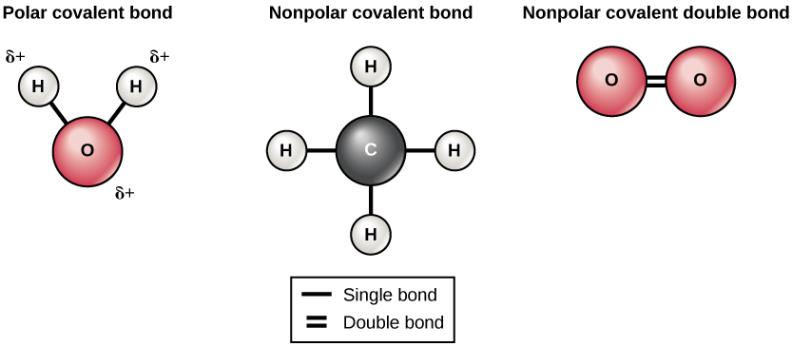 Polar covalent bond
Nonpolar covalent bond
Nonpolar covalent double bond
δ+
δ+
H
H
O
δ+
H
H
C
H
H
O
O
Single bond
Double bond